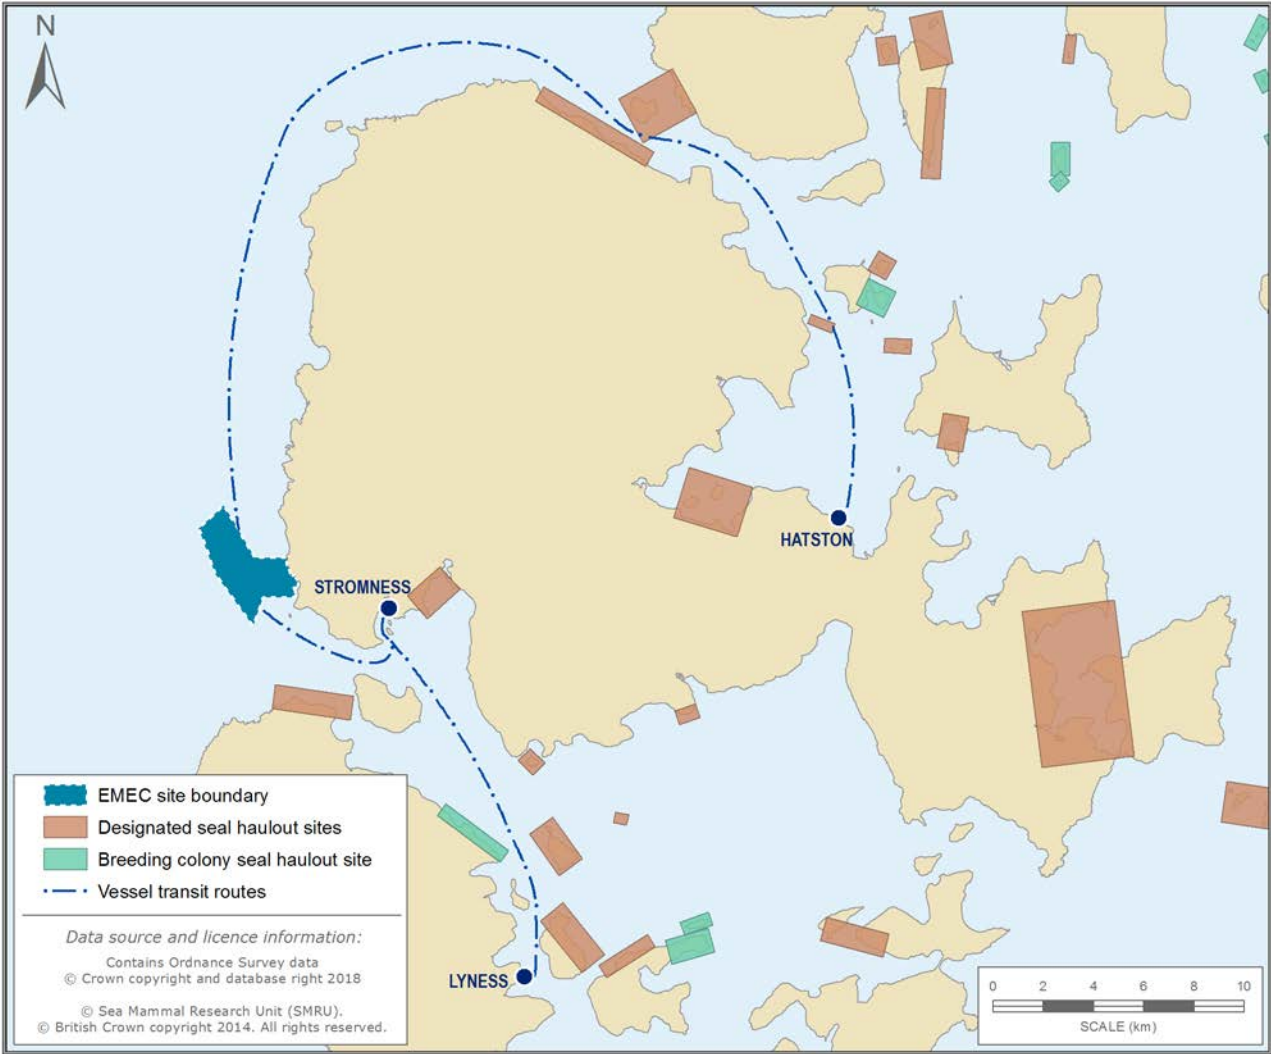 N
HATSTON
STROMNESS
LYNESS
EMEC site boundary
Designated seal haulout sites
Breeding colony seal haulout site
Vessel transit routes
Data source and licence information:
Contains Ordnance Survey data
© Crown copyright and database right 2018
© Sea Mammal Research Unit (SMRU).
© British Crown copyright 2014. All rights reserved.
0 2 4 6 8 10
SCALE (km)